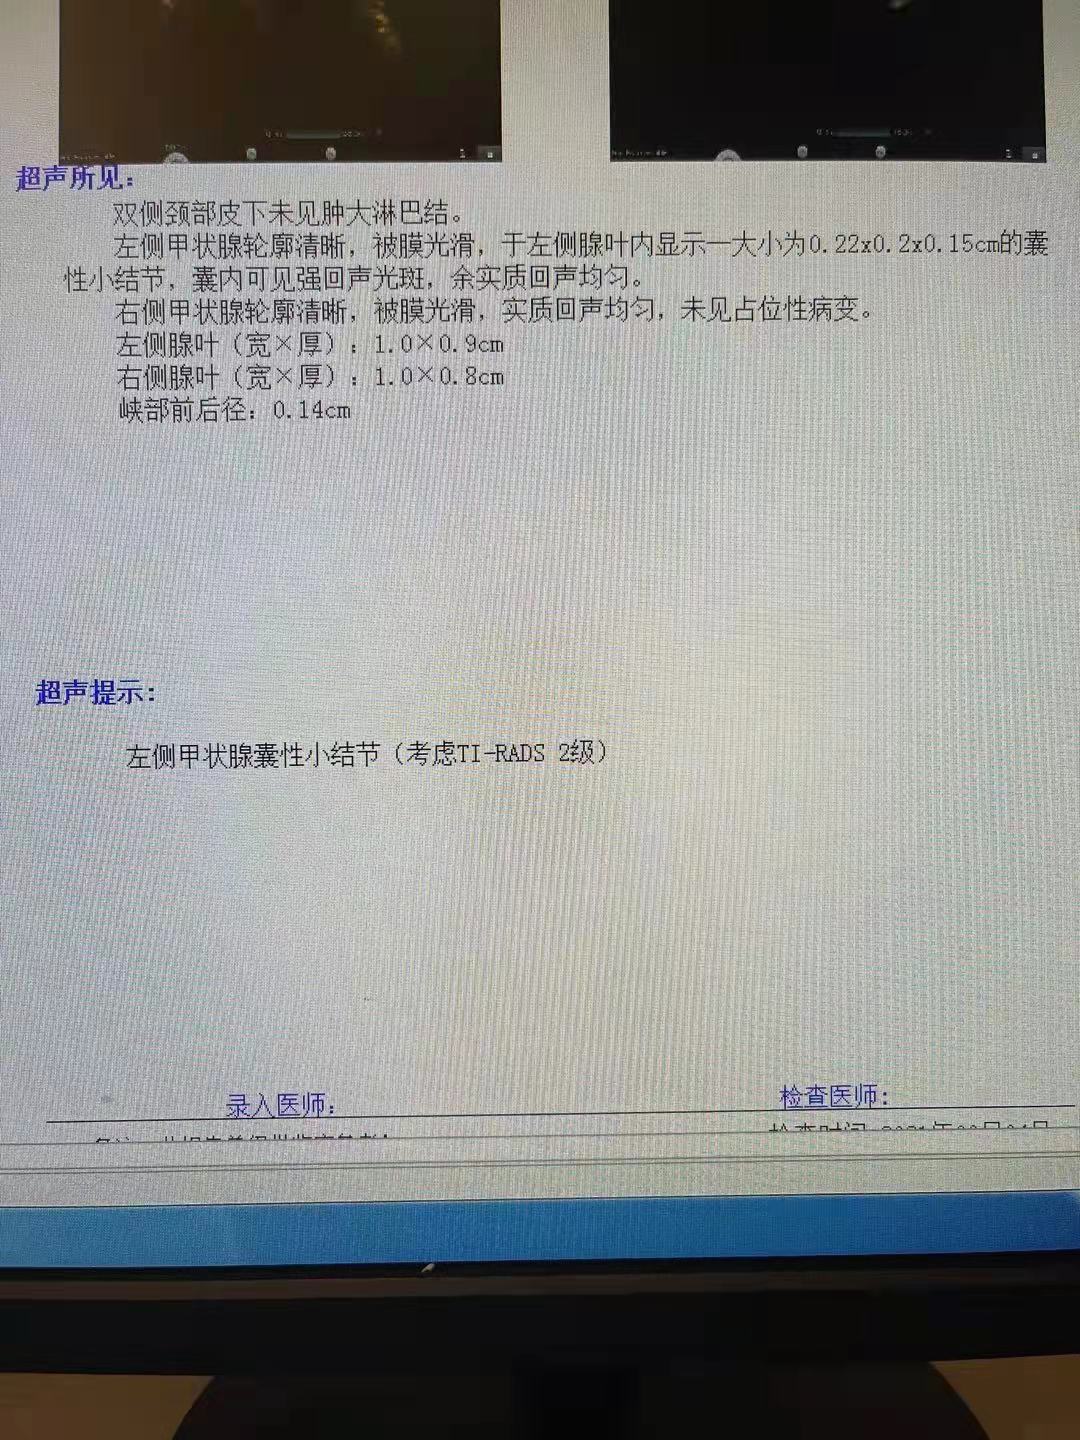 超声所见：
双侧颈部皮下未见肿大淋巴结。
左侧甲状腺轮廓清晰，被膜光滑，于左侧腺叶内显示一大小为0.22x0.2x0.15cm的囊
性小结节，囊内可见强回声光斑，余实质回声均匀。
右侧甲状腺轮廓清晰，被膜光滑，实质回声均匀，未见占位性病变。
左侧腺叶（宽×厚）：1.0×0.9cm
右侧腺叶（宽×厚）：1.0×0.8cm
峡部前后径：0.14cm
超声提示：
左侧甲状腺囊性小结节（考虑TI-RADS 2级）
录入医师：
检查医师：